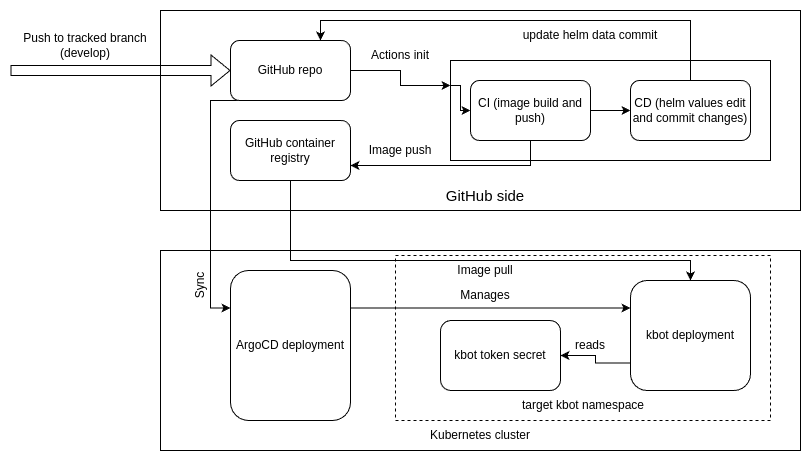 Push to tracked branch
(develop)
update helm data commit
GitHub repo
Actions init
CI (image build and
push)
CD (helm values edit
and commit changes)
GitHub container
registry
Image push
GitHub side
Sync
Image pull
Manages
ArgoCD deployment
kbot token secret
reads
kbot deployment
target kbot namespace
Kubernetes cluster